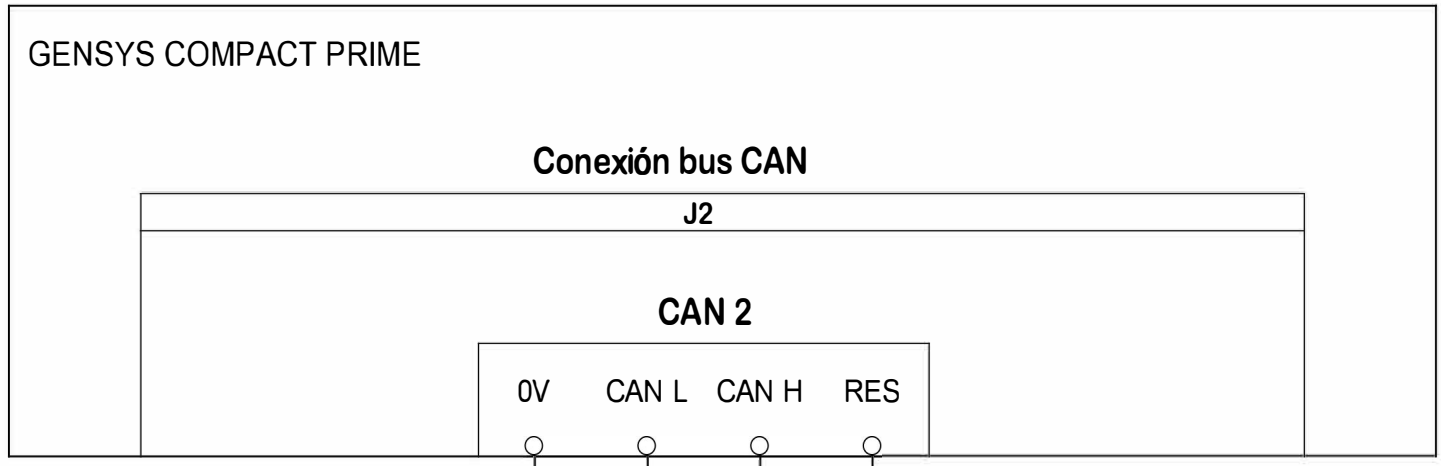 GENSYS COMPACT PRIME
Conexión bus CAN
J2
CAN 2
0V CAN L CAN H RES